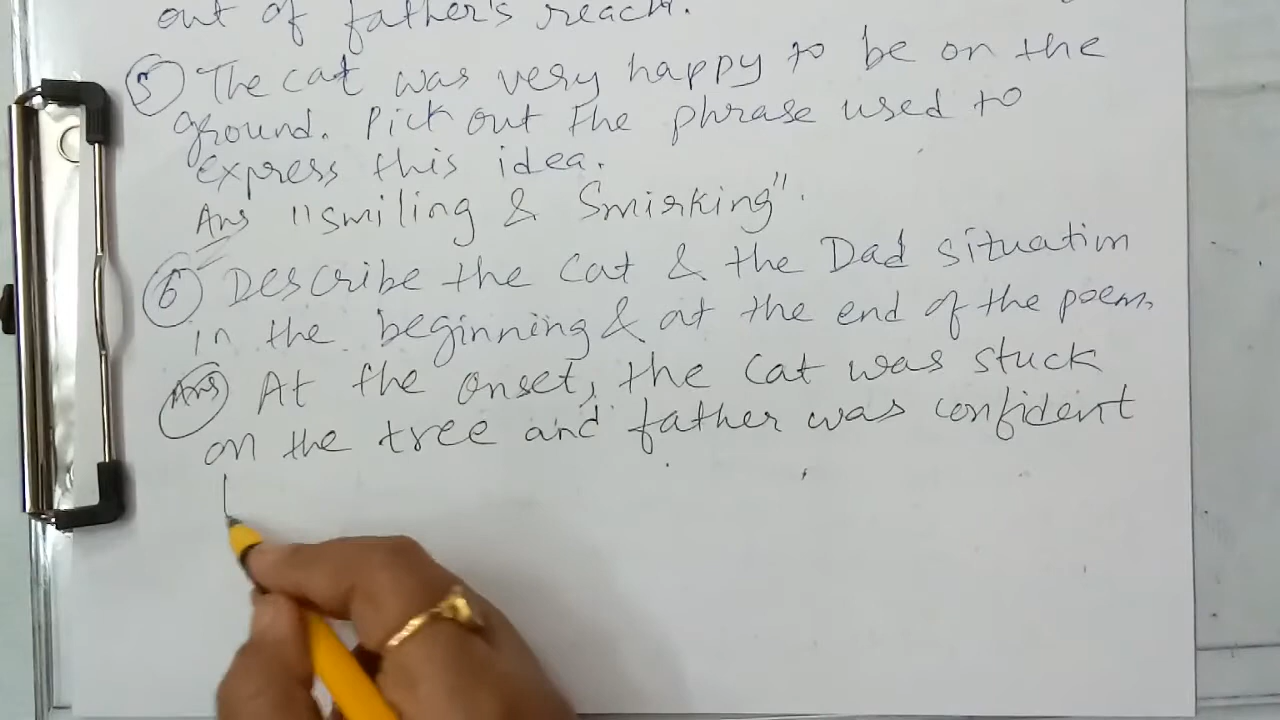 out of father's reach.
5 The cat was very happy to be on the
ground. Pick out the phrase used to
express this idea.
Ans "Smiling & Smirking".
6 Describe the cat & the Dad situation
in the beginning & at the end of the poem.
Ans At the onset, the cat was stuck
on the tree and father was confident